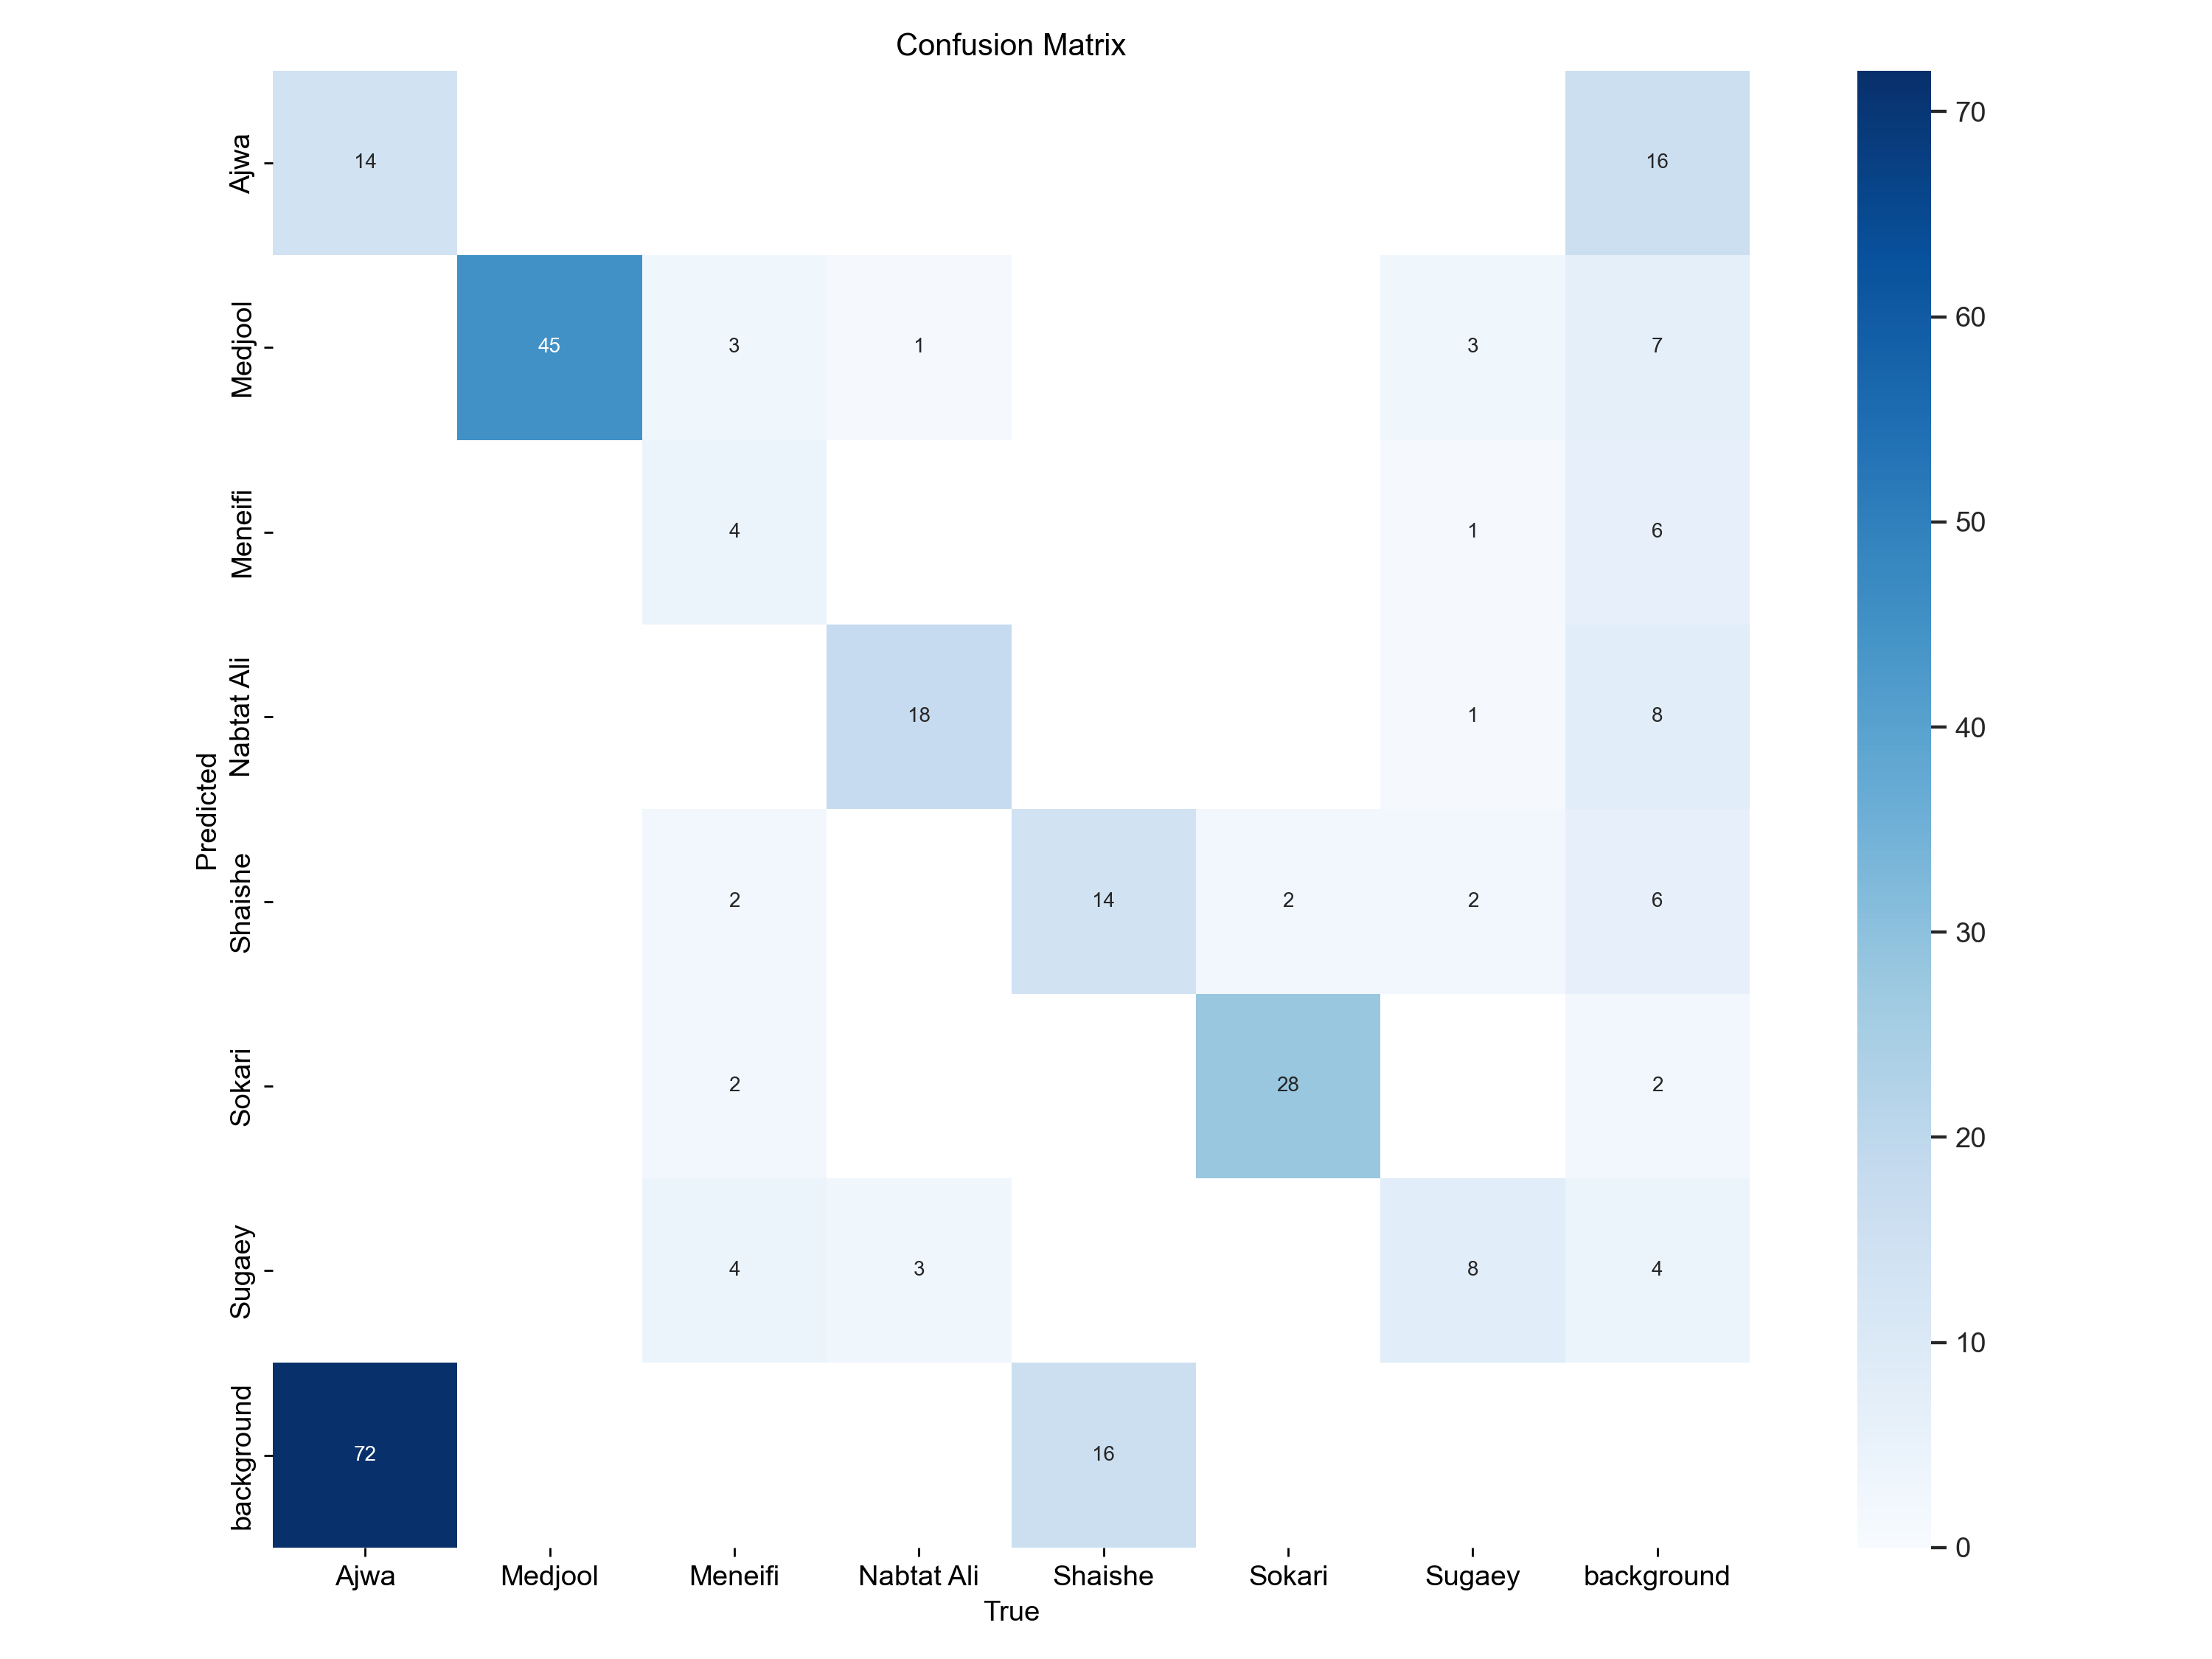 Confusion Matrix
Ajwa 14 16
Medjool 45 3 1 3 7
Meneifi 4 1 6
Nabtat Ali 18 1 8
Shaishe 2 14 2 2 6
Sokari 2 28 2
Sugaey 4 3 8 4
background 72 16
Predicted
Ajwa Medjool Meneifi Nabtat Ali Shaishe Sokari Sugaey background
True
70
60
50
40
30
20
10
0